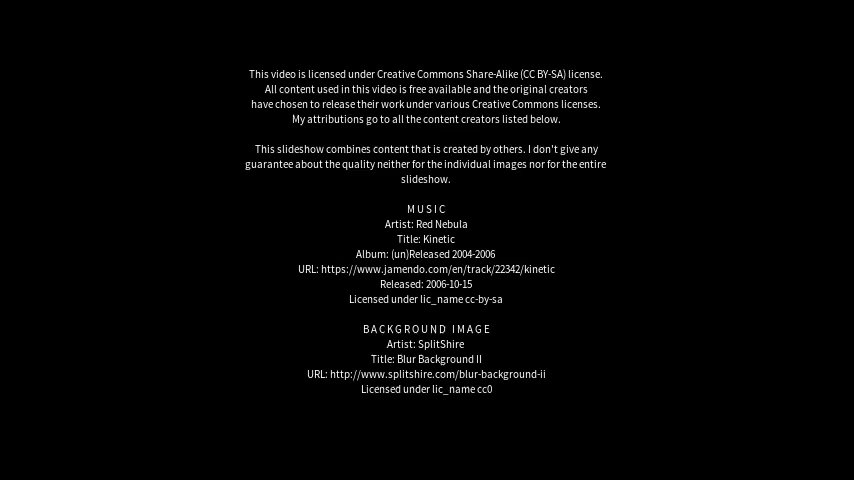 This video is licensed under Creative Commons Share-Alike (CC BY-SA) license.
All content used in this video is free available and the original creators
have chosen to release their work under various Creative Commons licenses.
My attributions go to all the content creators listed below.
This slideshow combines content that is created by others. I don't give any
guarantee about the quality neither for the individual images nor for the entire
slideshow.
MUSIC
Artist: Red Nebula
Title: Kinetic
Album: (un)Released 2004-2006
URL: https://www.jamendo.com/en/track/22342/kinetic
Released: 2006-10-15
Licensed under lic_name cc-by-sa
BACKGROUND IMAGE
Artist: SplitShire
Title: Blur Background II
URL: http://www.splitshire.com/blur-background-ii
Licensed under lic_name cc0